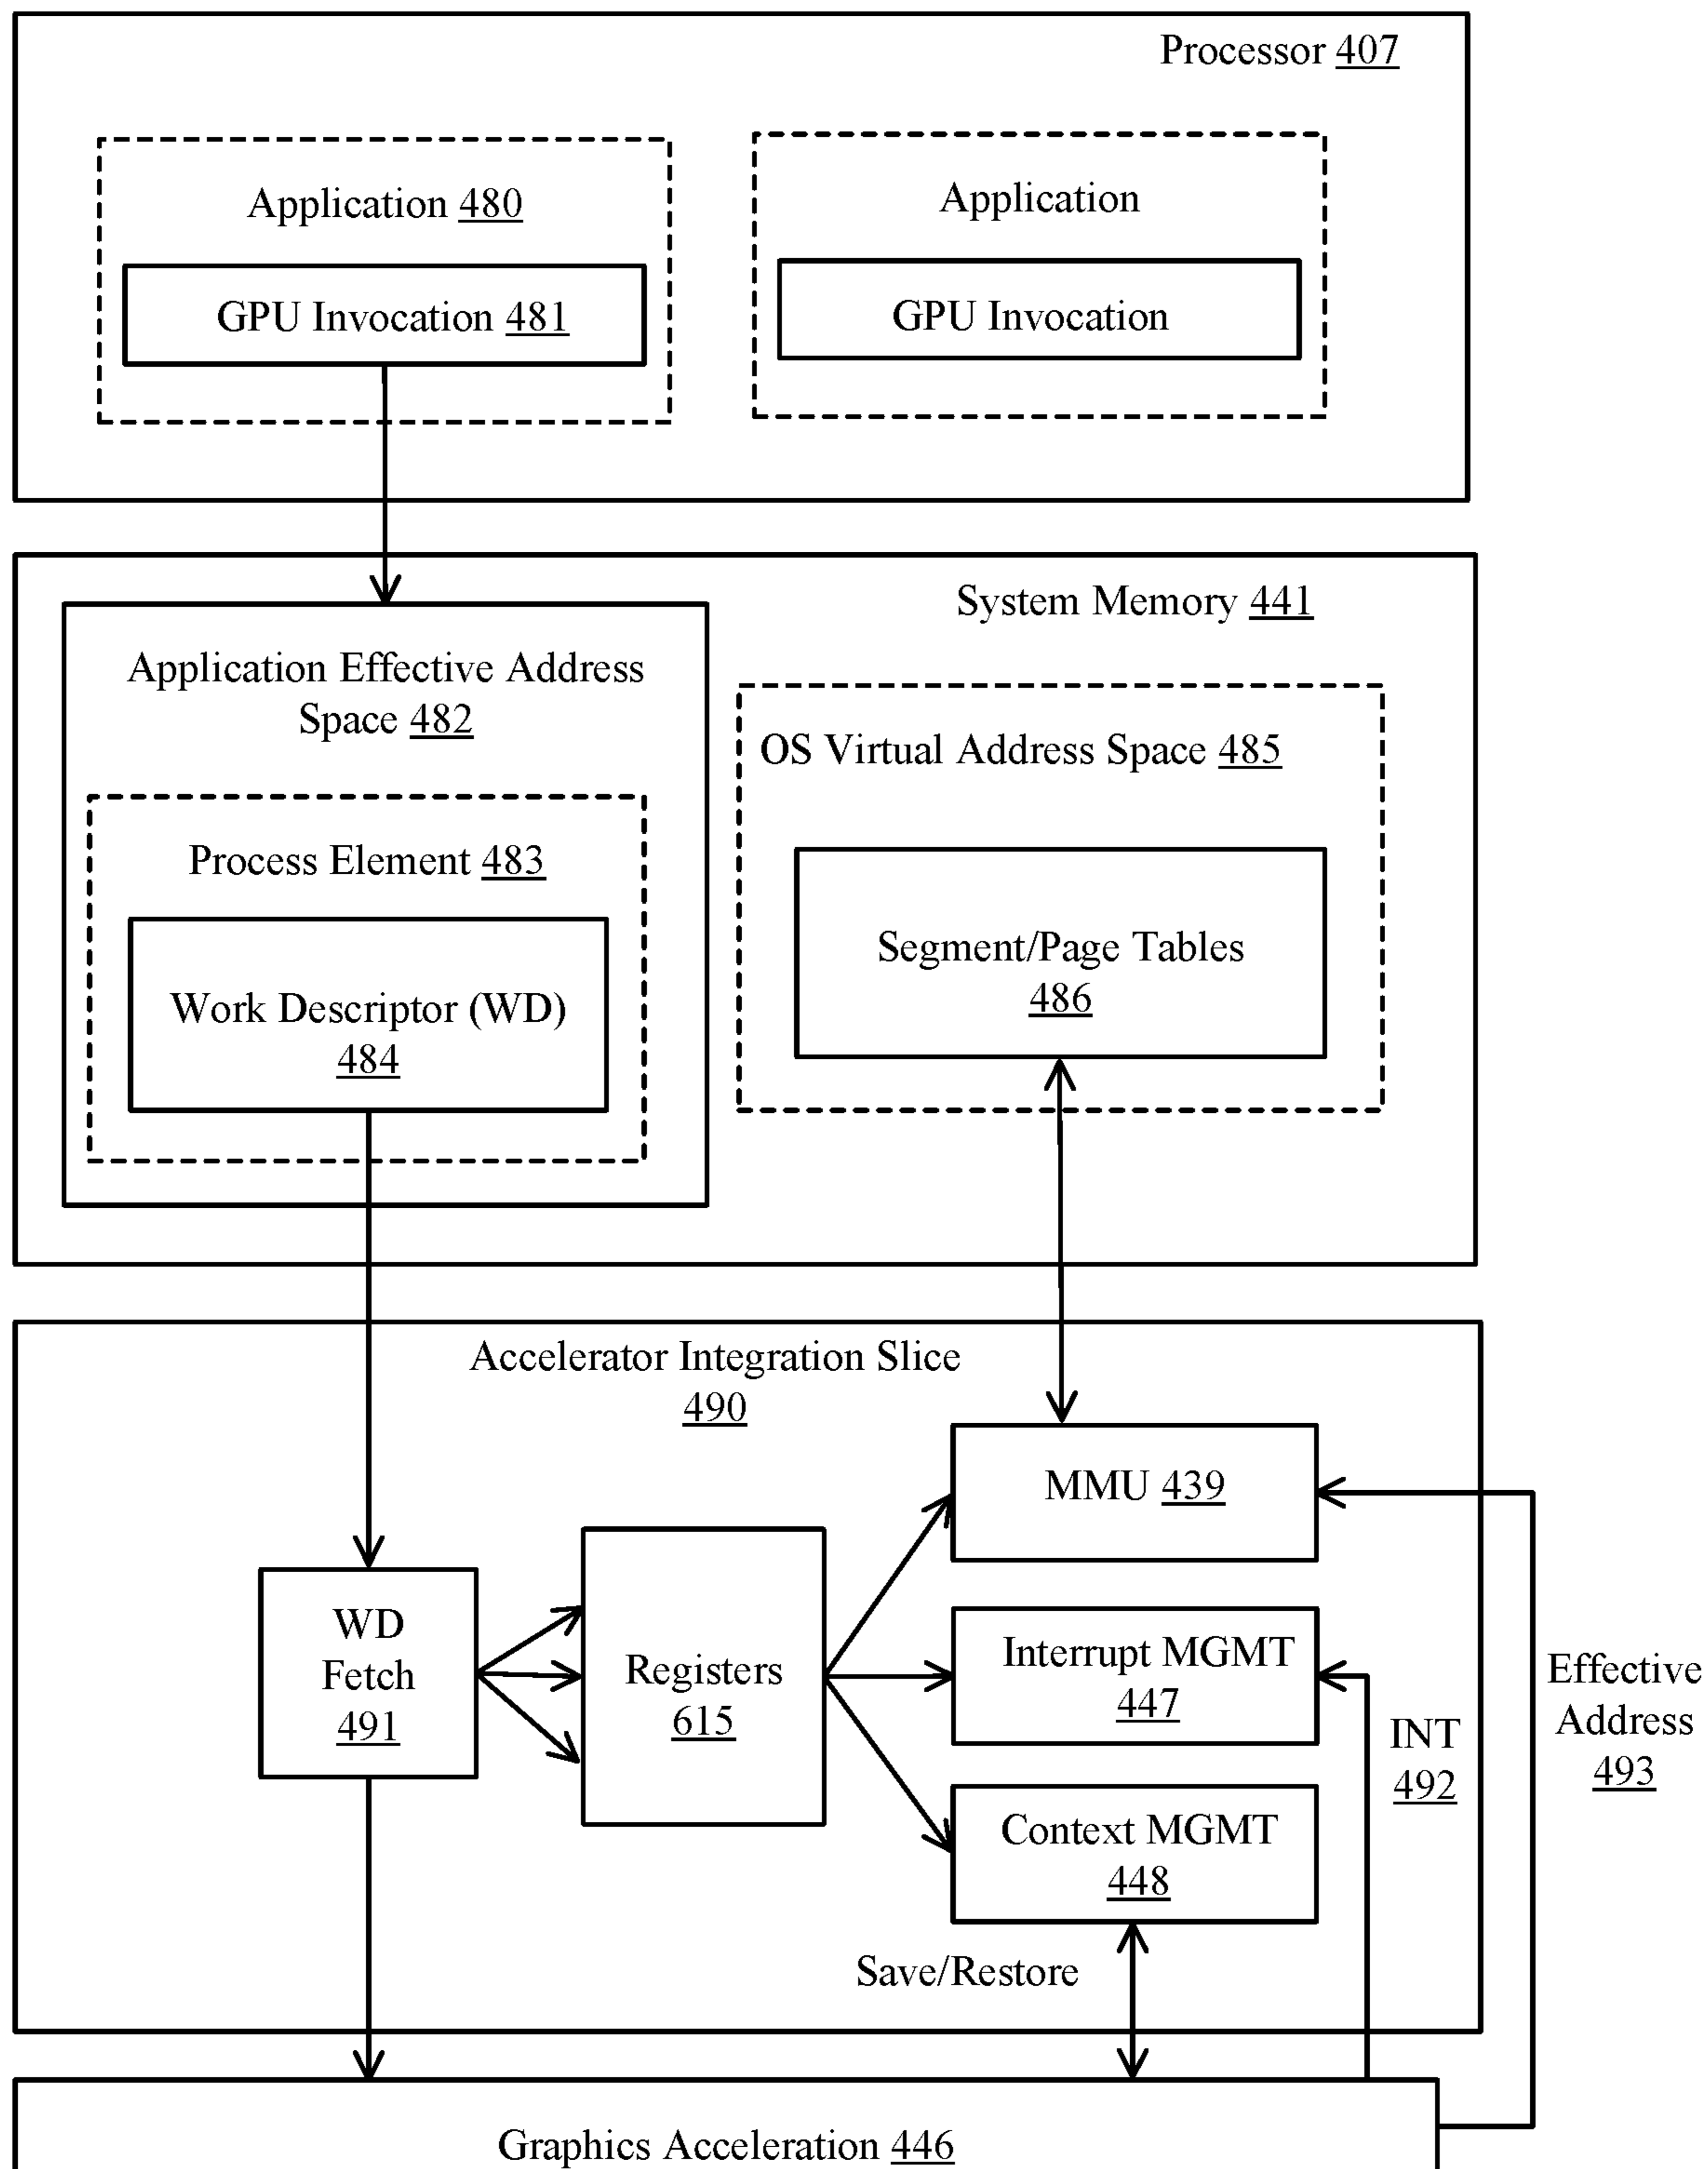 Processor 407
Application 480
GPU Invocation 481
Application
GPU Invocation
System Memory 441
Application Effective Address
Space 482
Process Element 483
Work Descriptor (WD)
484
OS Virtual Address Space 485
Segment/Page Tables
486
Accelerator Integration Slice
490
WD
Fetch
491
Registers
615
MMU 439
Interrupt MGMT
447
Context MGMT
448
Save/Restore
INT
492
Effective
Address
493
Graphics Acceleration 446